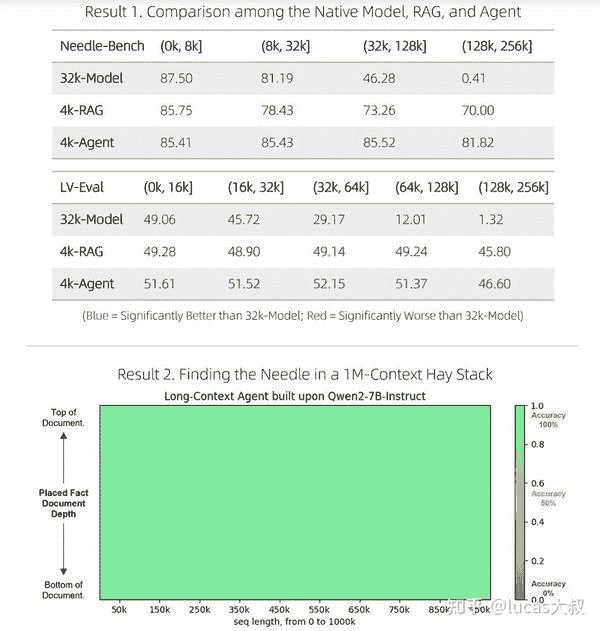 Result 1. Comparison among the Native Model, RAG, and Agent
Needle-Bench (0k, 8k] (8k, 32k] (32k, 128k] (128k, 256k]
32k-Model 87.50 81.19 46.28 0.41
4k-RAG 85.75 78.43 73.26 70.00
4k-Agent 85.41 85.43 85.52 81.82
LV-Eval (0k, 16k] (16k, 32k] (32k, 64k] (64k, 128k] (128k, 256k]
32k-Model 49.06 45.72 29.17 12.01 1.32
4k-RAG 49.28 48.90 49.14 49.24 45.80
4k-Agent 51.61 51.52 52.15 51.37 46.60
(Blue = Significantly Better than 32k-Model; Red = Significantly Worse than 32k-Model)
Result 2. Finding the Needle in a 1M-Context Hay Stack
Long-Context Agent built upon Qwen2-7B-Instruct
Top of
Document.
Placed Fact
Document
Depth
Bottom of
Document.
1.0
Accuracy
100%
0.8
0.6
Accuracy
50%
0.4
0.2
Accuracy
0%
0.0
50k 150k 250k 350k 450k 550k 650k 750k 850k
seq length, from 0 to 1000k
知乎 @lucas大叔